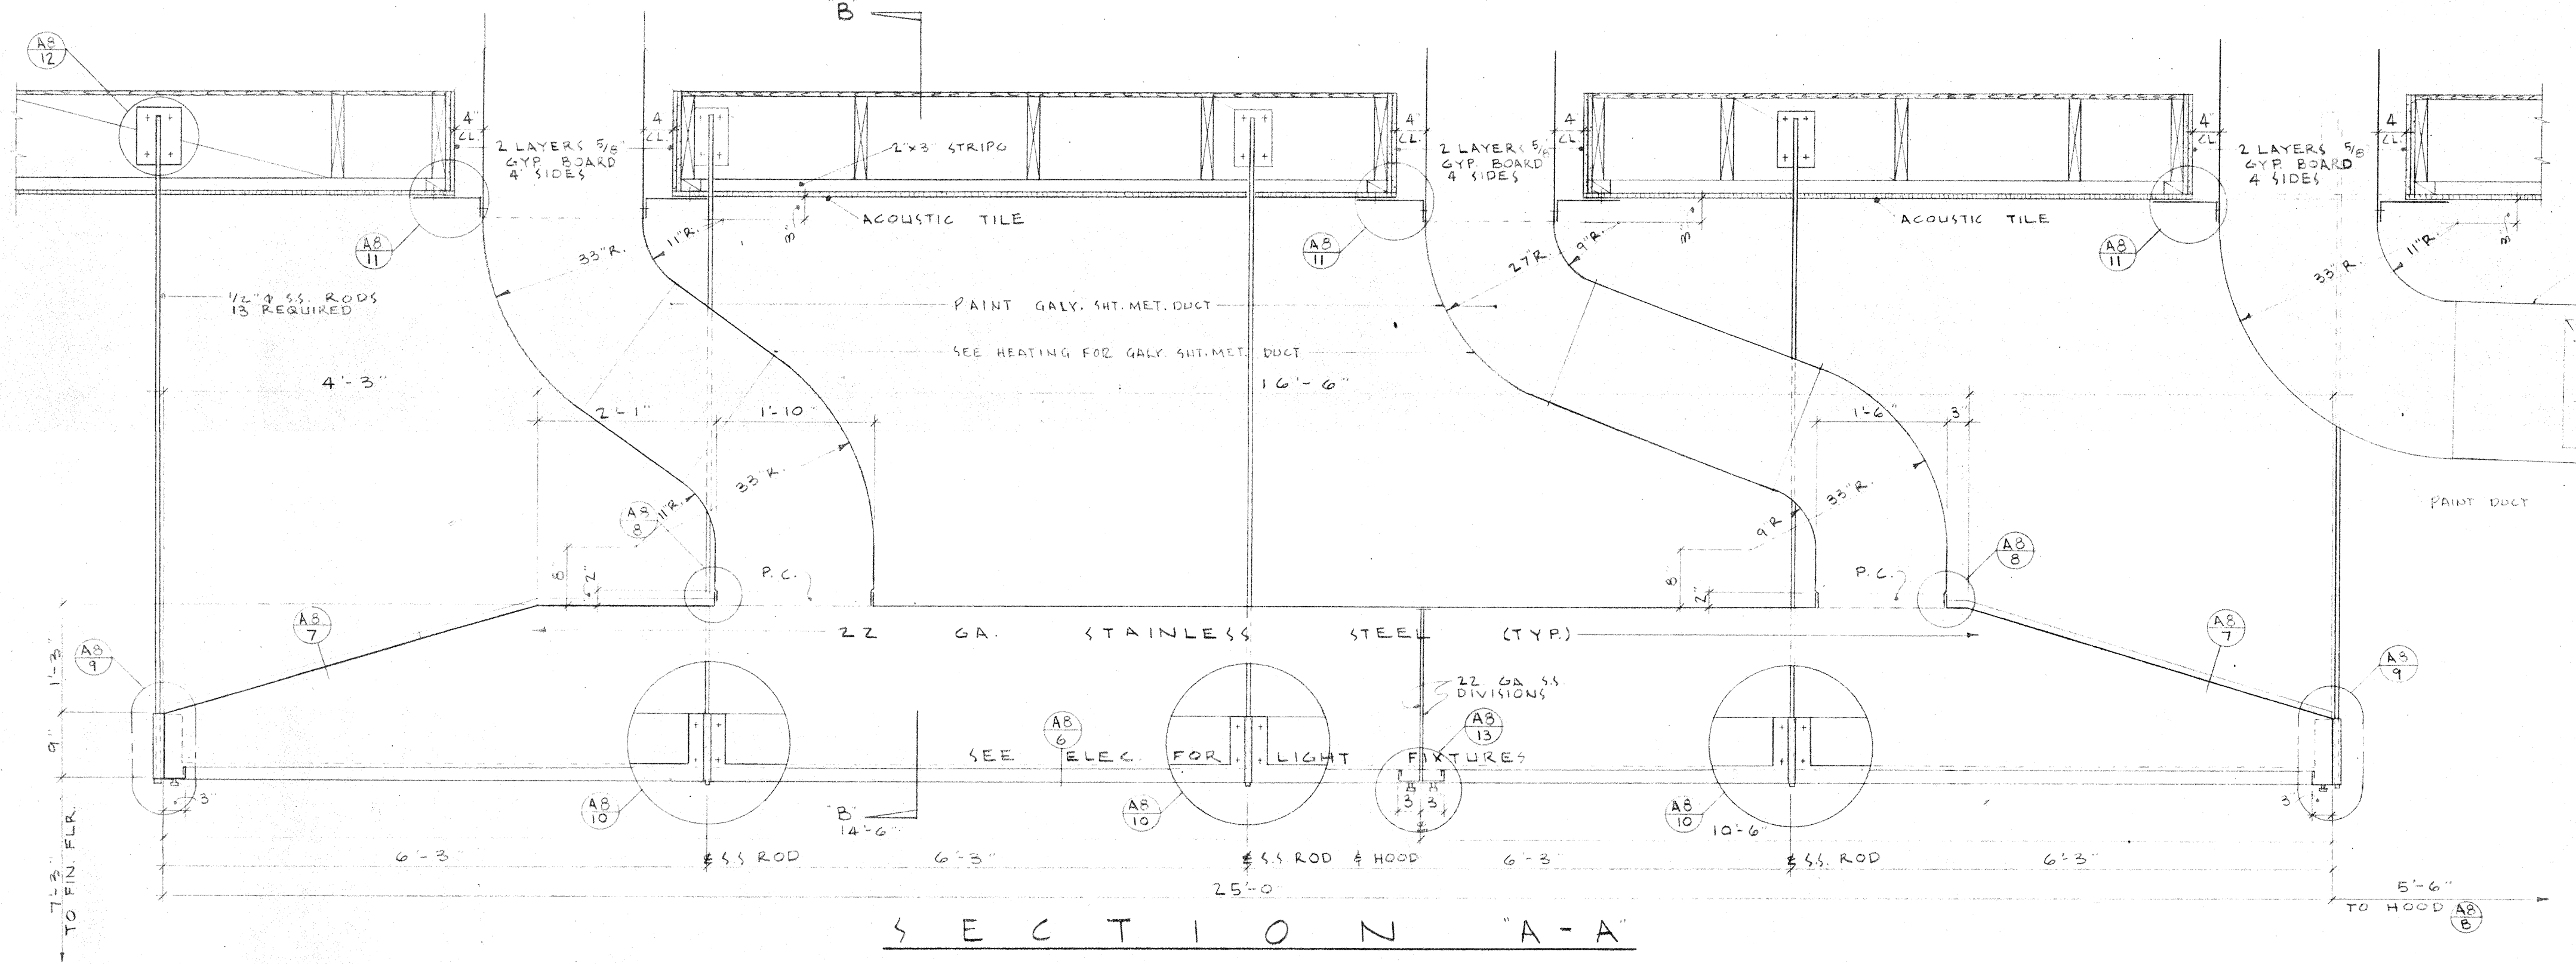 "B"
A8
12
4"
CL.
2 LAYERS 5/8"
GYP. BOARD
4 SIDES
4
CL.
2"x3" STRIPG
4"
CL.
2 LAYERS 5/8
GYP. BOARD
4 SIDES
4
CL.
4"
CL.
2 LAYERS 5/8
GYP. BOARD
4 SIDES
4
CL.
ACOUSTIC TILE
ACOUSTIC TILE
3"
3"
3"
A8
11
A8
11
A8
11
33"R.
11"R.
27"R.
9"R.
33"R.
11"R.
1/2" φ S.S. RODS
13 REQUIRED
PAINT GALV. SHT. MET. DUCT
SEE HEATING FOR GALV. SHT. MET. DUCT
4'-3"
16'-6"
2'-1"
1'-10"
1'-6"
3"
33"R.
11"R.
33"R.
9"R
PAINT DUCT
A8
8
A8
8
8
2"
P.C.
8
2"
P.C.
22 GA. STAINLESS STEEL (TYP.)
A8
7
A8
7
A8
9
A8
9
1'-3"
9"
22 GA S.S.
DIVISIONS
A8
6
A8
13
SEE ELEC. FOR LIGHT FIXTURES
3"
3
3
3"
A8
10
A8
10
A8
10
"B"
14'-6"
10'-6"
7'-3"
TO FIN. FLR.
6'-3"
℄ S.S ROD
6'-3"
℄ S.S ROD & HOOD
6'-3"
℄ S.S. ROD
6'-3"
25'-0
5'-6"
TO HOOD A8
B
SECTION "A-A"